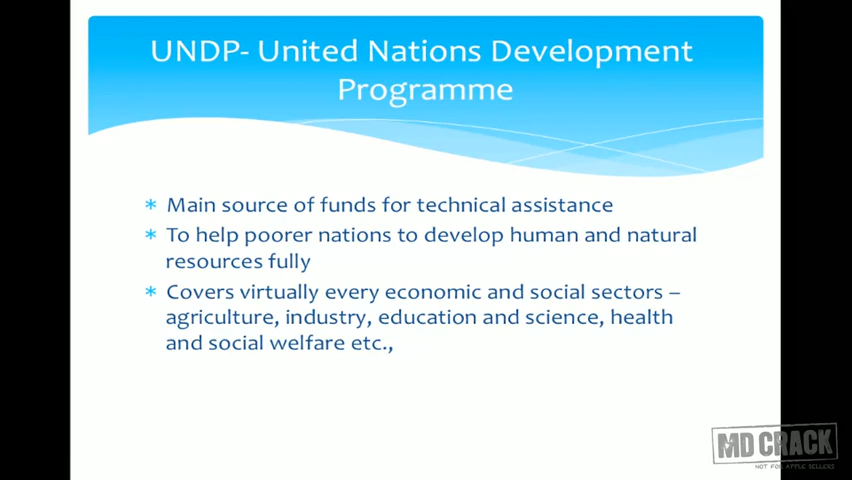 UNDP- United Nations Development
Programme
* Main source of funds for technical assistance
* To help poorer nations to develop human and natural
resources fully
* Covers virtually every economic and social sectors –
agriculture, industry, education and science, health
and social welfare etc.,
MD CRACK
NOT FOR APPLE SELLERS